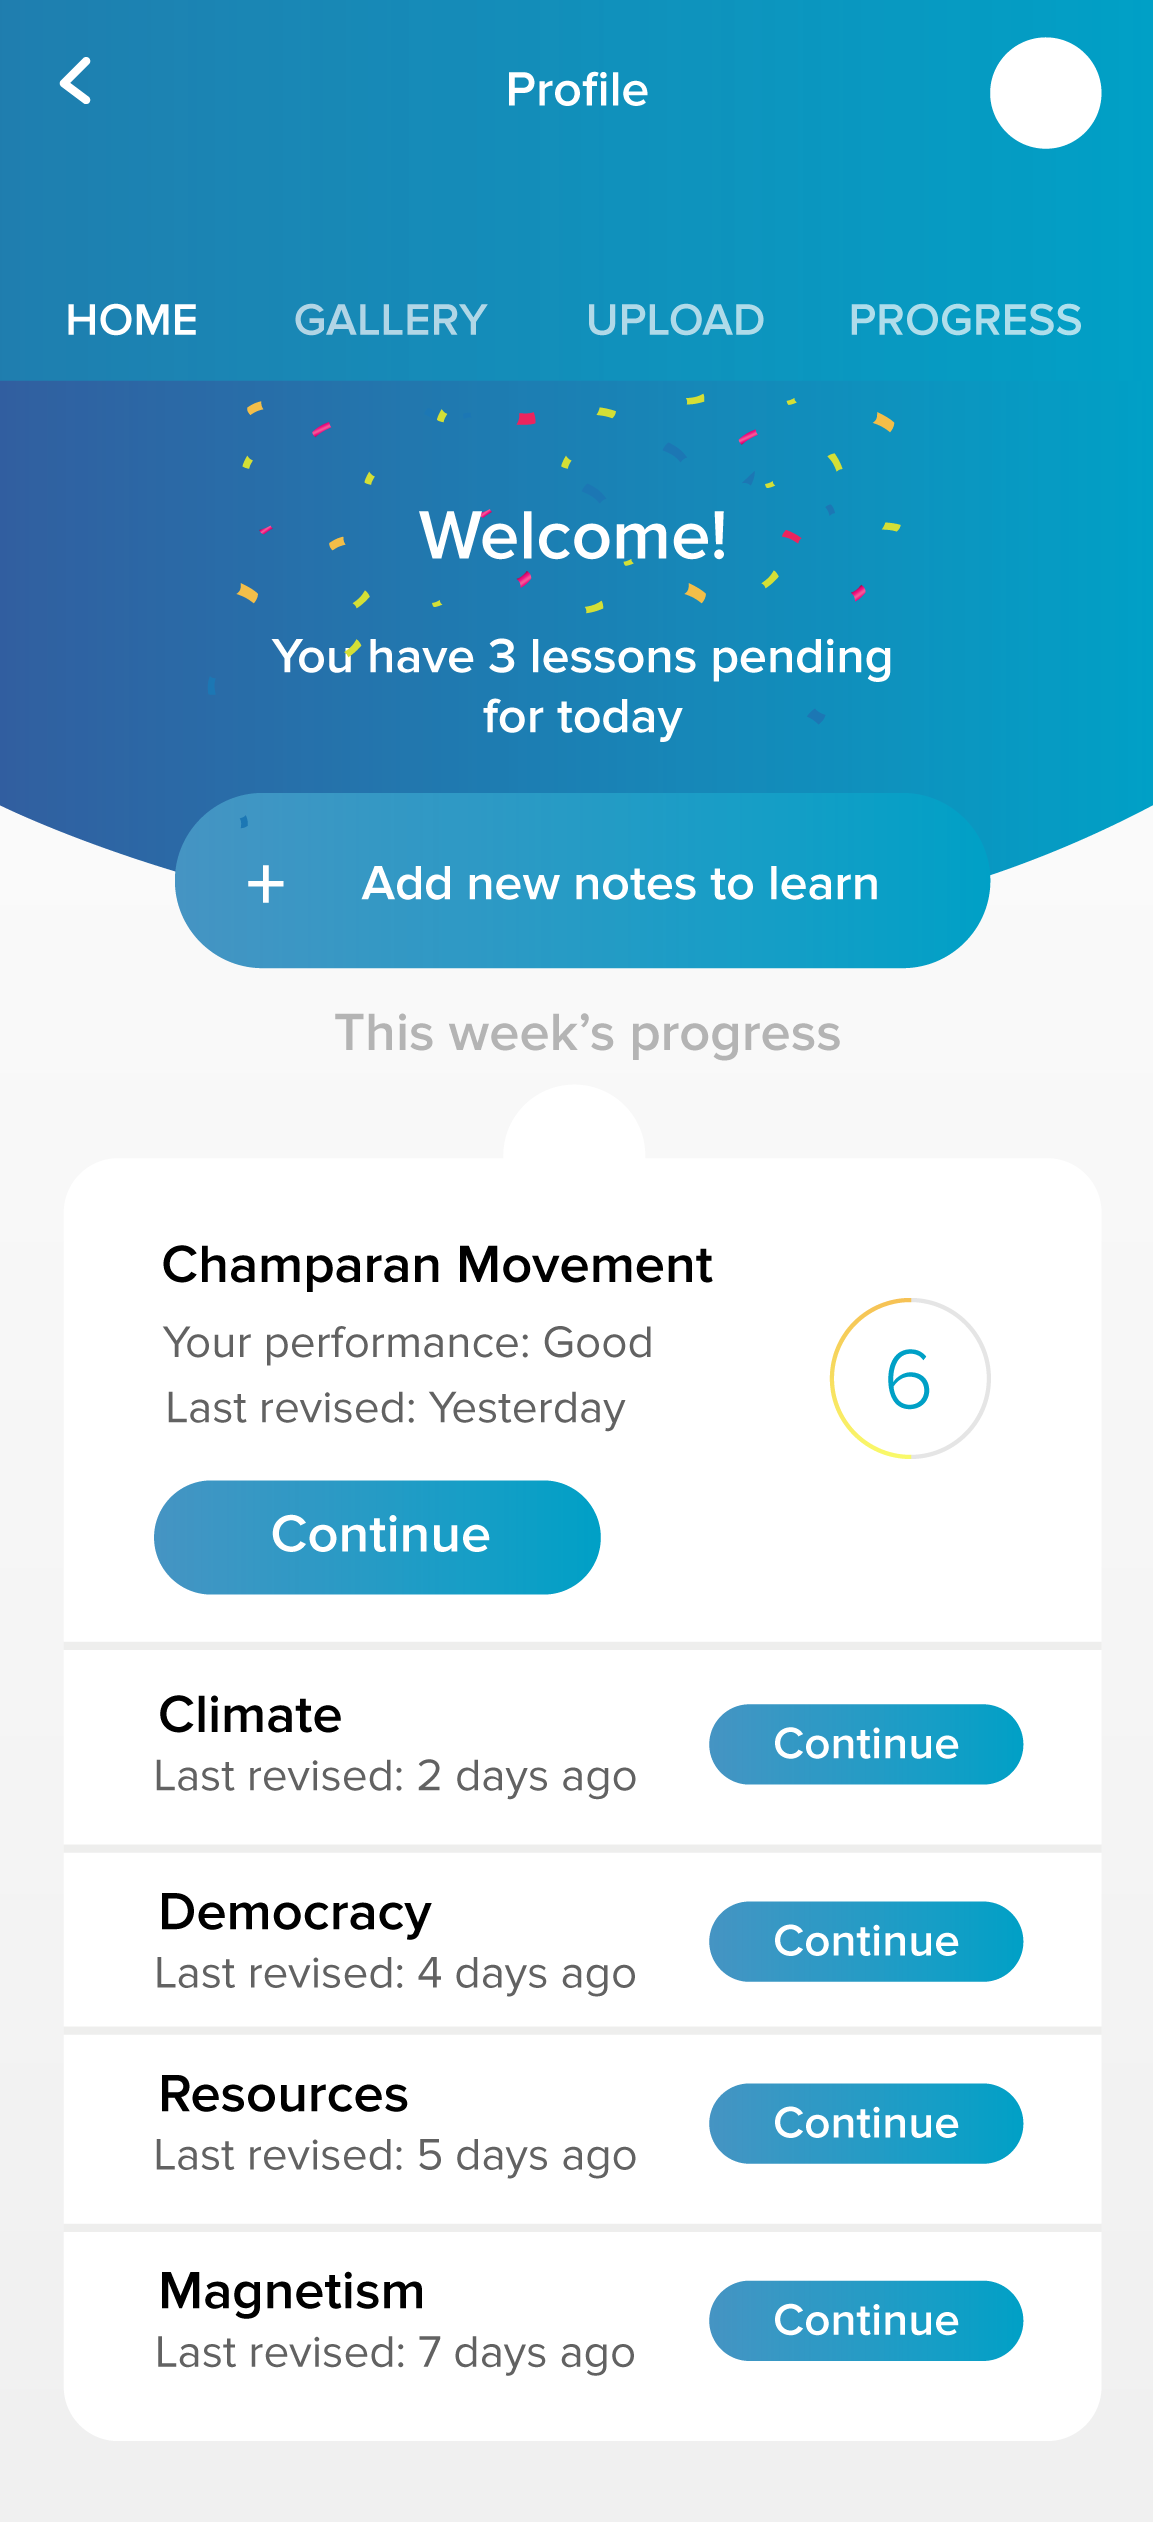 Profile
HOME GALLERY UPLOAD PROGRESS
Welcome!
You have 3 lessons pending
for today
+ Add new notes to learn
This week’s progress
Champaran Movement
Your performance: Good
6
Last revised: Yesterday
Continue
Climate
Continue
Last revised: 2 days ago
Democracy
Continue
Last revised: 4 days ago
Resources
Continue
Last revised: 5 days ago
Magnetism
Continue
Last revised: 7 days ago